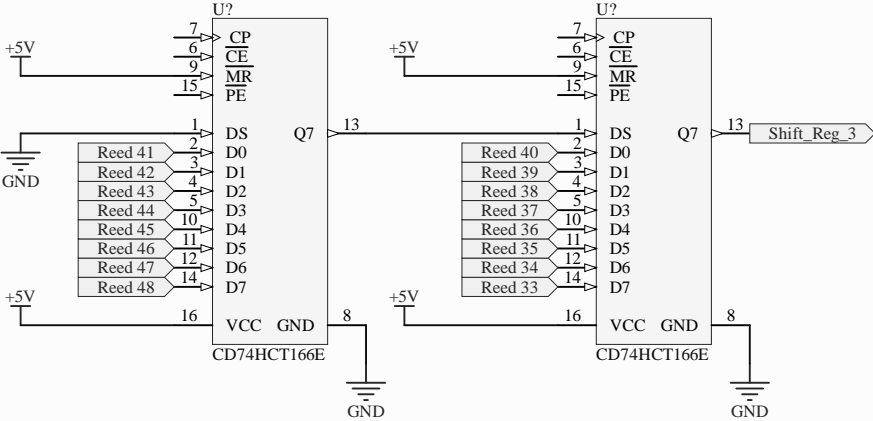 U?
7 CP
6 CE
+5V
9 MR
15 PE
1 DS
Q7 13
GND
Reed 41 2 D0
Reed 42 3 D1
Reed 43 4 D2
Reed 44 5 D3
Reed 45 10 D4
Reed 46 11 D5
Reed 47 12 D6
Reed 48 14 D7
+5V
16 VCC GND 8
CD74HCT166E
GND
U?
7 CP
6 CE
+5V
9 MR
15 PE
1 DS
Q7 13 Shift_Reg_3
Reed 40 2 D0
Reed 39 3 D1
Reed 38 4 D2
Reed 37 5 D3
Reed 36 10 D4
Reed 35 11 D5
Reed 34 12 D6
Reed 33 14 D7
+5V
16 VCC GND 8
CD74HCT166E
GND